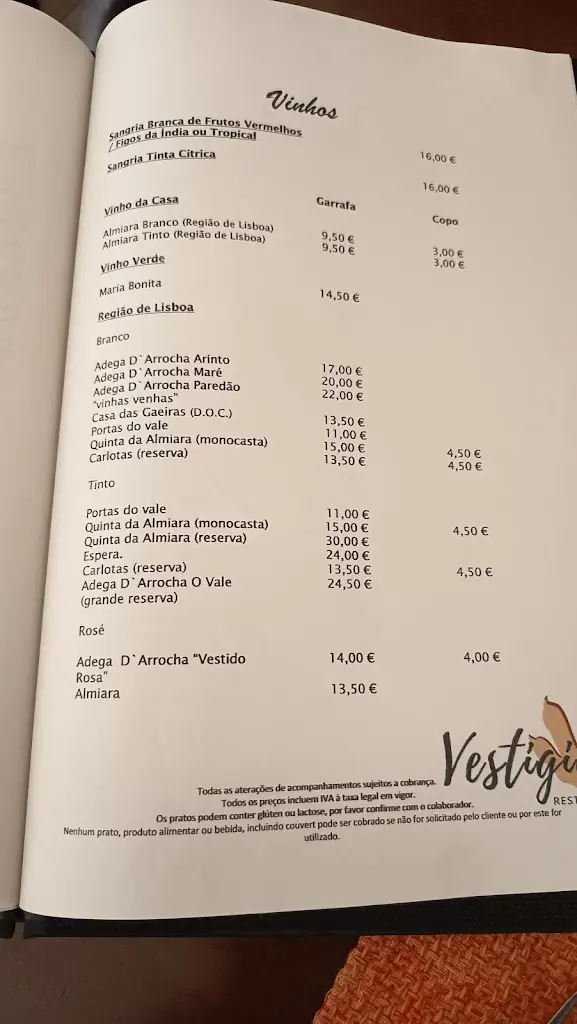 Vinhos
Sangria Branca de Frutos Vermelhos
/ Figos da Índia ou Tropical 16,00 €
Sangria Tinta Cítrica 16,00 €
Vinho da Casa Garrafa Copo
Almiara Branco (Região de Lisboa) 9,50 € 3,00 €
Almiara Tinto (Região de Lisboa) 9,50 € 3,00 €
Vinho Verde
Maria Bonita 14,50 €
Região de Lisboa
Branco
Adega D`Arrocha Arinto 17,00 €
Adega D`Arrocha Maré 20,00 €
Adega D`Arrocha Paredão 22,00 €
"vinhas venhas"
Casa das Gaeiras (D.O.C.) 13,50 €
Portas do vale 11,00 €
Quinta da Almiara (monocasta) 15,00 € 4,50 €
Carlotas (reserva) 13,50 € 4,50 €
Tinto
Portas do vale 11,00 €
Quinta da Almiara (monocasta) 15,00 € 4,50 €
Quinta da Almiara (reserva) 30,00 €
Espera. 24,00 €
Carlotas (reserva) 13,50 € 4,50 €
Adega D`Arrocha O Vale 24,50 €
(grande reserva)
Rosé
Adega D`Arrocha "Vestido 14,00 € 4,00 €
Rosa"
Almiara 13,50 €
Vestigi
REST
Todas as aterações de acompanhamentos sujeitos a cobrança.
Todos os preços incluem IVA à taxa legal em vigor.
Os pratos podem conter glúten ou lactose, por favor confirme com o colaborador.
Nenhum prato, produto alimentar ou bebida, incluindo couvert pode ser cobrado se não for solicitado pelo cliente ou por este for
utilizado.